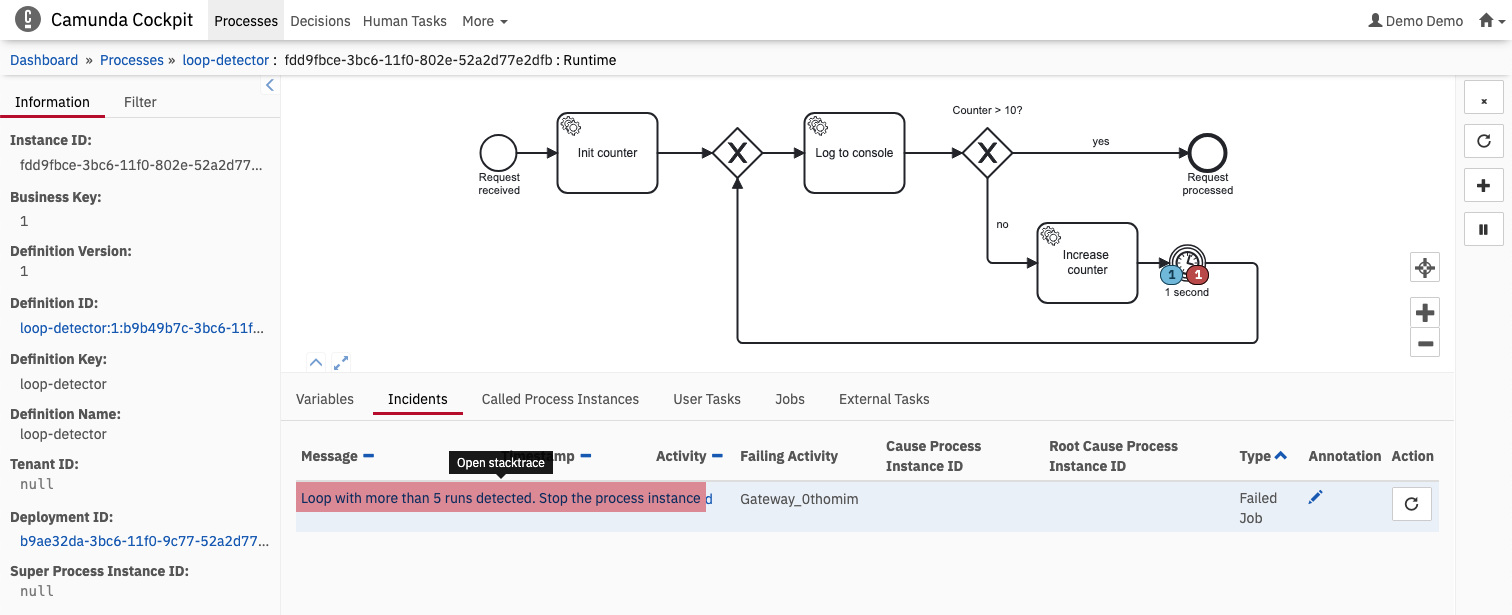 Camunda Cockpit Processes Decisions Human Tasks More Demo Demo
Dashboard » Processes » loop-detector : fdd9fbce-3bc6-11f0-802e-52a2d77e2dfb : Runtime
Information Filter
Instance ID:
fdd9fbce-3bc6-11f0-802e-52a2d77...
Business Key:
1
Definition Version:
1
Definition ID:
loop-detector:1:b9b49b7c-3bc6-11f...
Definition Key:
loop-detector
Definition Name:
loop-detector
Tenant ID:
null
Deployment ID:
b9ae32da-3bc6-11f0-9c77-52a2d77...
Super Process Instance ID:
null
Request
received
Init counter
Log to console
Counter > 10?
yes
Request
processed
no
Increase
counter
1 1
1 second
Variables Incidents Called Process Instances User Tasks Jobs External Tasks
Message Activity Failing Activity Cause Process
Instance ID Root Cause Process
Instance ID Type Annotation Action
Open stacktrace
Loop with more than 5 runs detected. Stop the process instance
Gateway_0thomim
Failed
Job